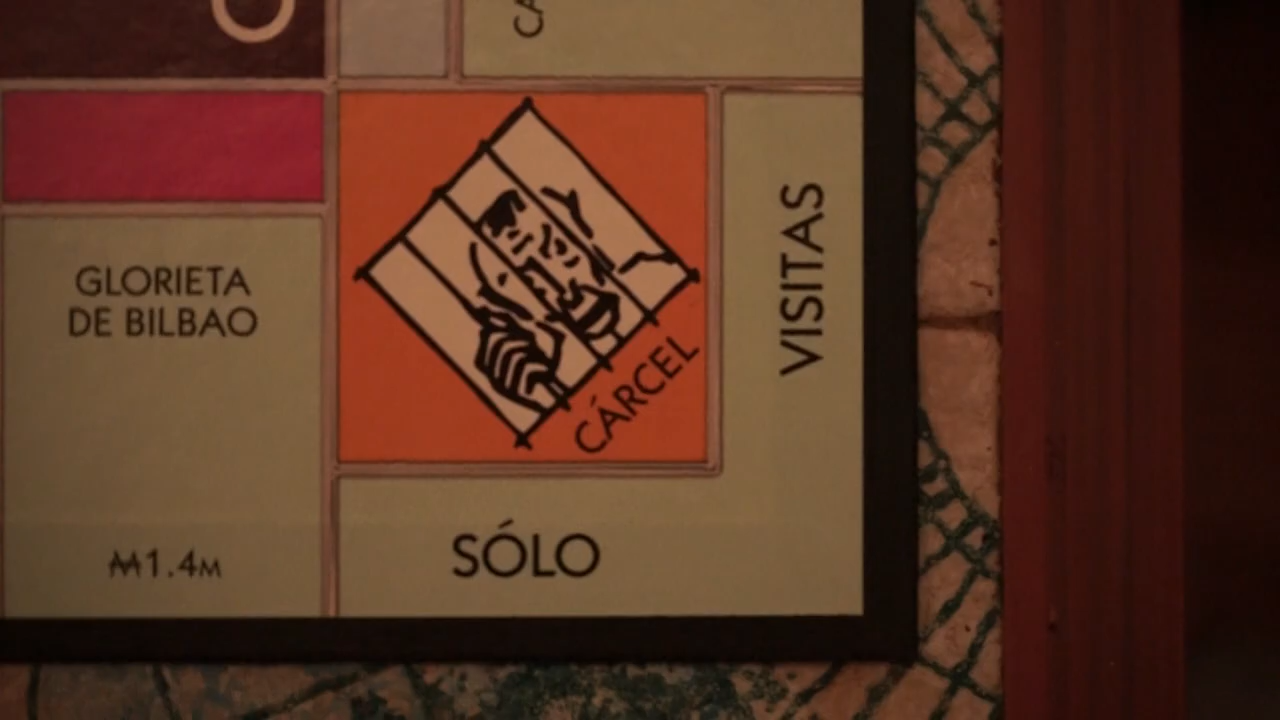 GLORIETA
DE BILBAO
₩1.4M
CÁRCEL
VISITAS
SÓLO